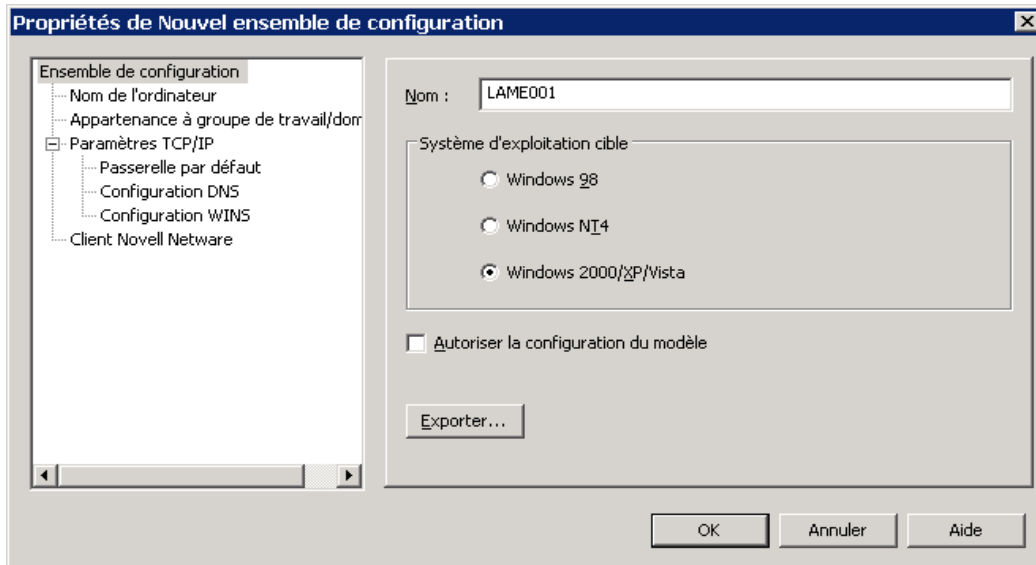 Propriétés de Nouvel ensemble de configuration
Ensemble de configuration
Nom de l'ordinateur
Appartenance à groupe de travail/dom
Paramètres TCP/IP
Passerelle par défaut
Configuration DNS
Configuration WINS
Client Novell Netware
Nom : LAME001
Système d'exploitation cible
Windows 98
Windows NT4
Windows 2000/XP/Vista
Autoriser la configuration du modèle
Exporter...
OK Annuler Aide